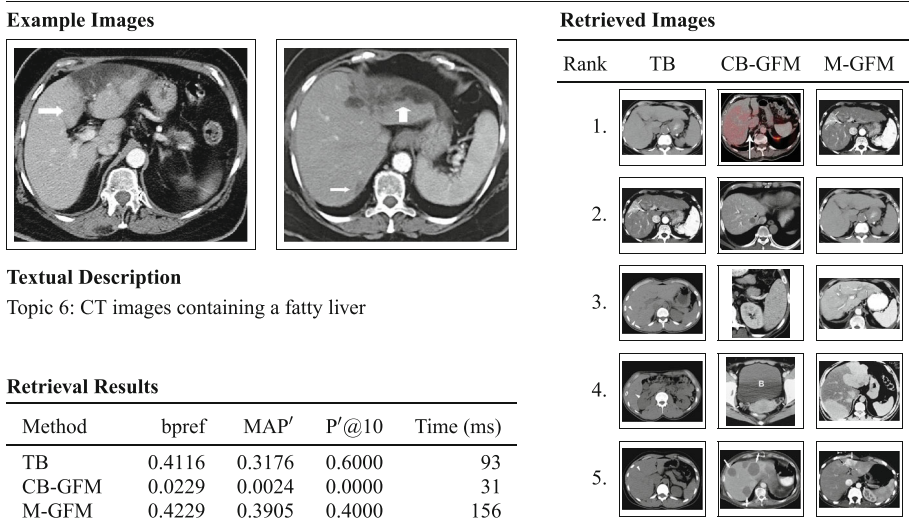 Example Images
Textual Description
Topic 6: CT images containing a fatty liver
Retrieval Results
Method bpref MAP′ P′@10 Time (ms)
TB 0.4116 0.3176 0.6000 93
CB-GFM 0.0229 0.0024 0.0000 31
M-GFM 0.4229 0.3905 0.4000 156
Retrieved Images
Rank TB CB-GFM M-GFM
1.
2.
3.
4.
B
5.